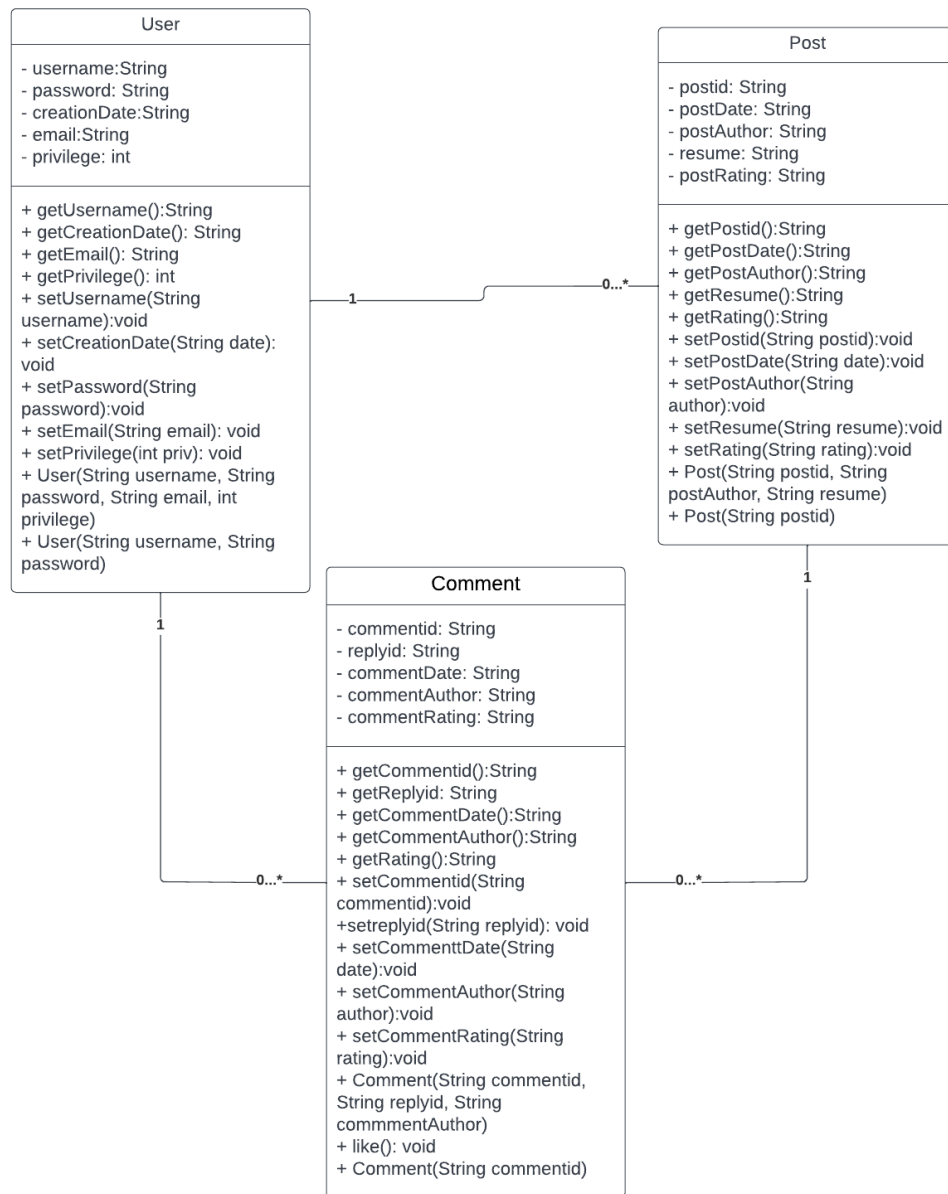 User
- username:String
- password: String
- creationDate:String
- email:String
- privilege: int
+ getUsername():String
+ getCreationDate(): String
+ getEmail(): String
+ getPrivilege(): int
+ setUsername(String
username):void
+ setCreationDate(String date):
void
+ setPassword(String
password):void
+ setEmail(String email): void
+ setPrivilege(int priv): void
+ User(String username, String
password, String email, int
privilege)
+ User(String username, String
password)
1
0...*
Post
- postid: String
- postDate: String
- postAuthor: String
- resume: String
- postRating: String
+ getPostid():String
+ getPostDate():String
+ getPostAuthor():String
+ getResume():String
+ getRating():String
+ setPostid(String postid):void
+ setPostDate(String date):void
+ setPostAuthor(String
author):void
+ setResume(String resume):void
+ setRating(String rating):void
+ Post(String postid, String
postAuthor, String resume)
+ Post(String postid)
1
1
Comment
- commentid: String
- replyid: String
- commentDate: String
- commentAuthor: String
- commentRating: String
+ getCommentid():String
+ getReplyid: String
+ getCommentDate():String
+ getCommentAuthor():String
+ getRating():String
+ setCommentid(String
commentid):void
+setreplyid(String replyid): void
+ setCommenttDate(String
date):void
+ setCommentAuthor(String
author):void
+ setCommentRating(String
rating):void
+ Comment(String commentid,
String replyid, String
commmentAuthor)
+ like(): void
+ Comment(String commentid)
0...*
0...*